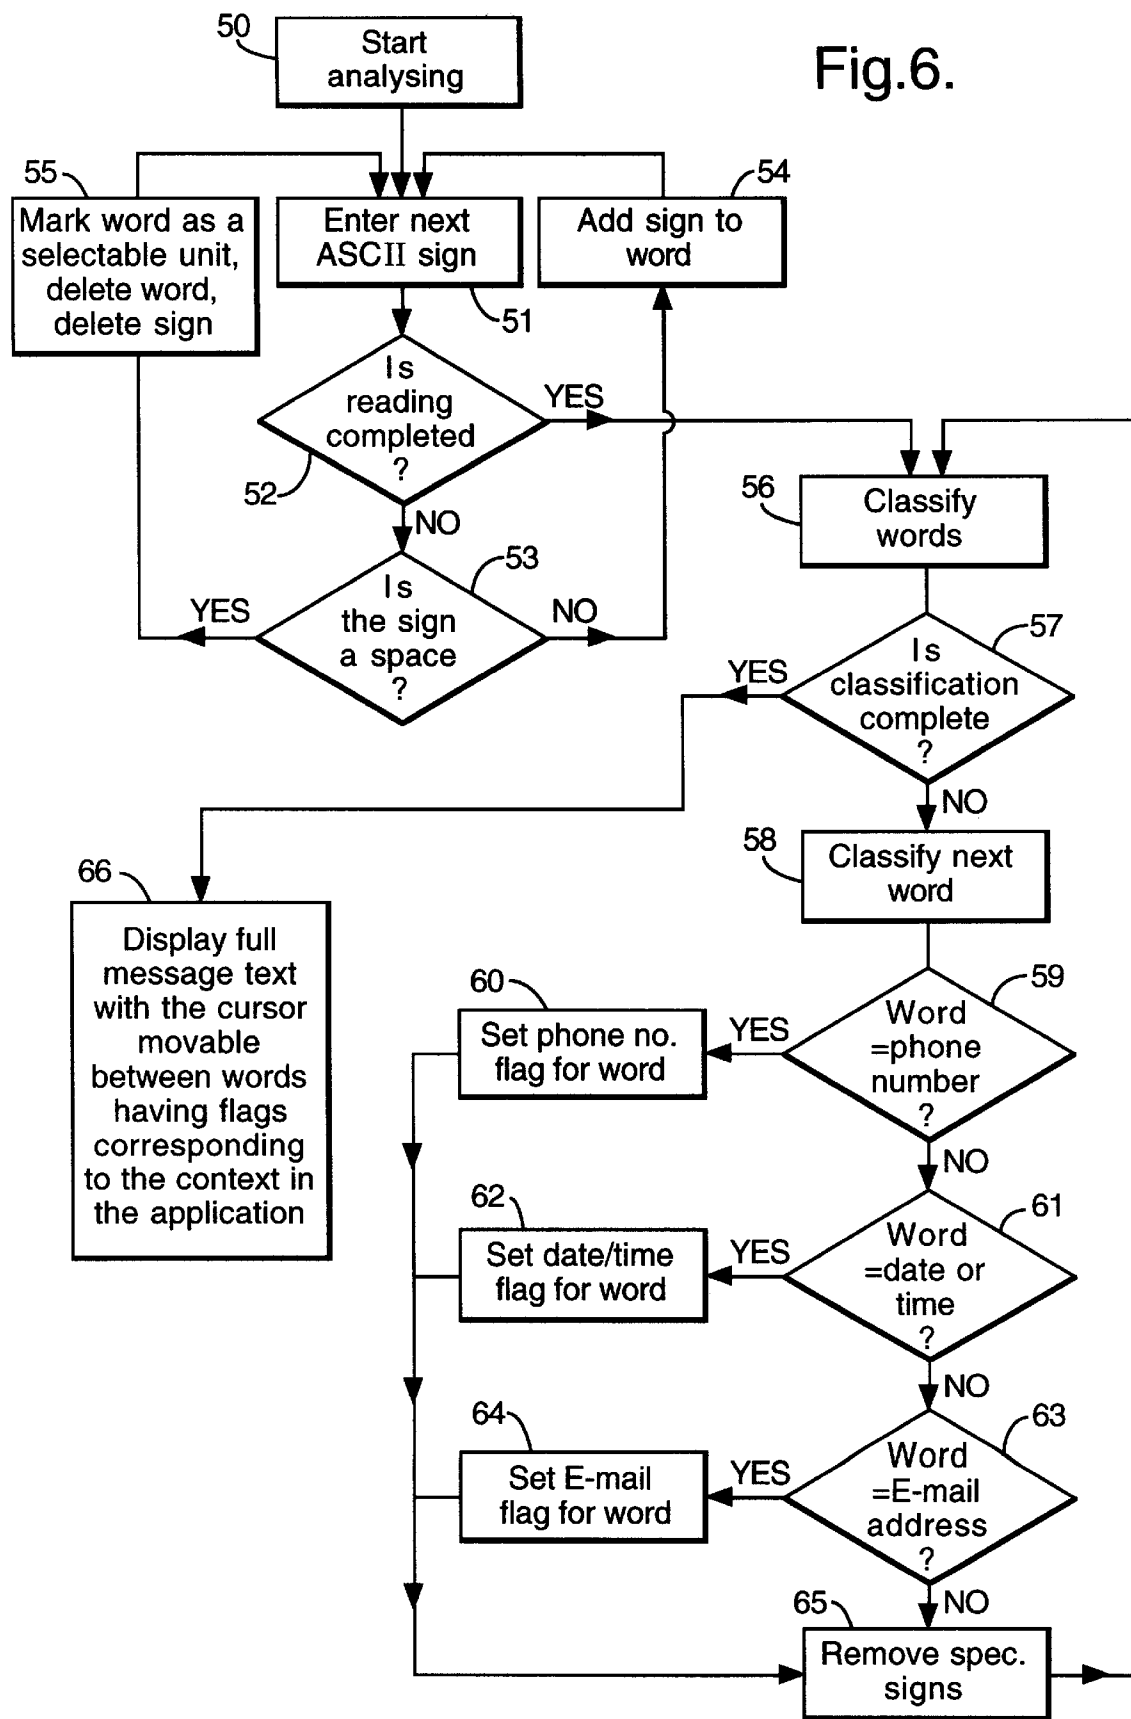 50
Start
analysing
Fig.6.
55
Mark word as a
selectable unit,
delete word,
delete sign
Enter next
ASCII sign
51
54
Add sign to
word
Is
reading
completed
?
52
YES
NO
Is
the sign
a space
?
53
YES
NO
56
Classify
words
57
Is
classification
complete
?
YES
NO
58
Classify next
word
66
Display full
message text
with the cursor
movable
between words
having flags
corresponding
to the context in
the application
59
Word
=phone
number
?
YES
60
Set phone no.
flag for word
NO
61
Word
=date or
time
?
YES
62
Set date/time
flag for word
NO
63
Word
=E-mail
address
?
YES
64
Set E-mail
flag for word
NO
65
Remove spec.
signs